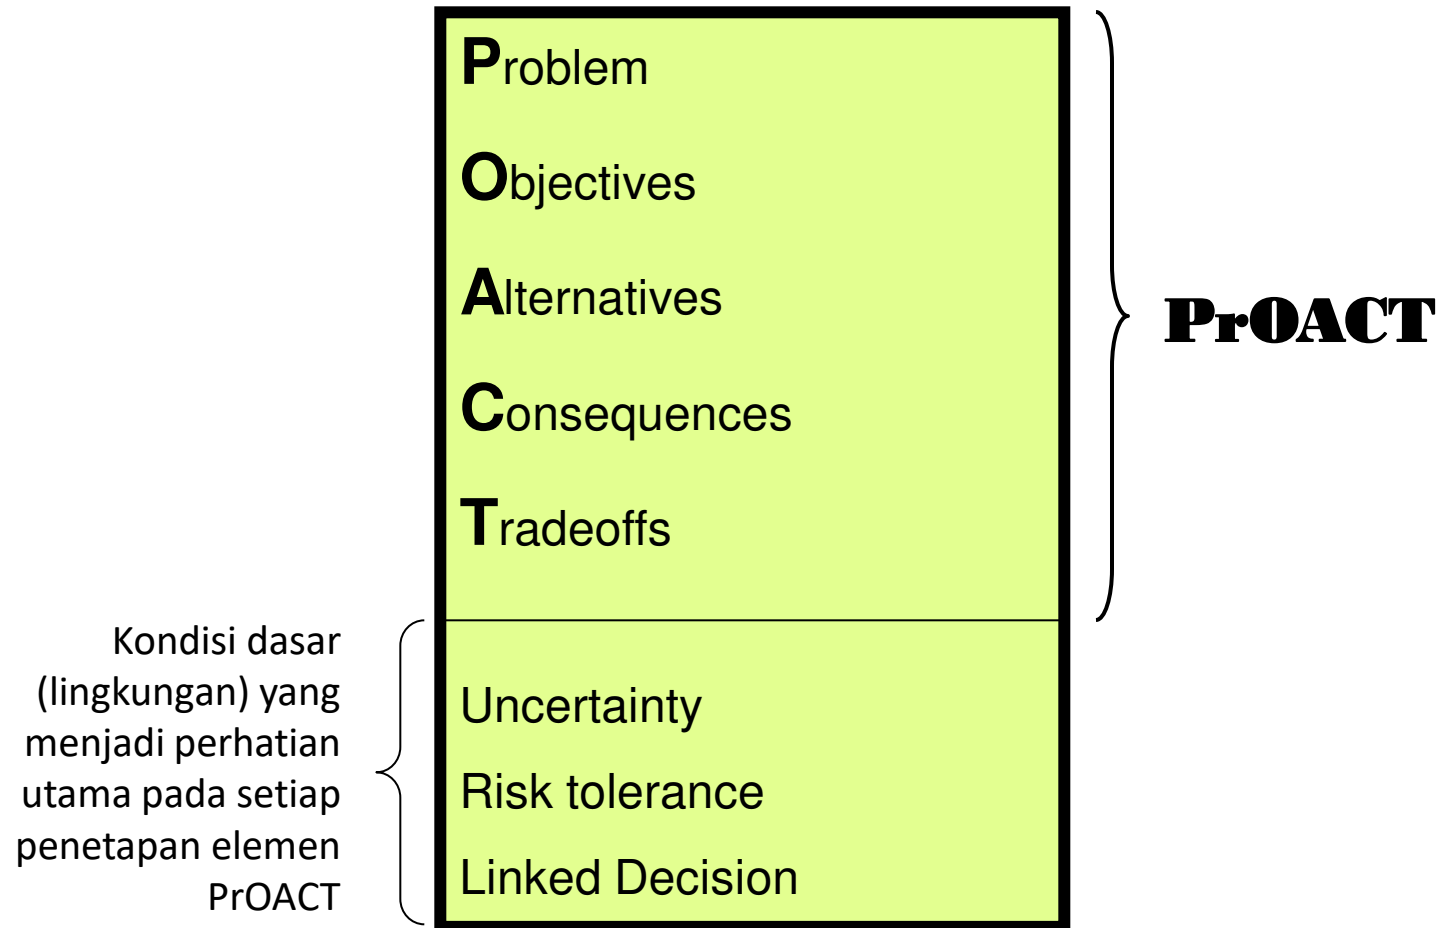 Problem
Objectives
Alternatives
Consequences
Tradeoffs
PrOACT
Kondisi dasar
(lingkungan) yang
menjadi perhatian
utama pada setiap
penetapan elemen
PrOACT
Uncertainty
Risk tolerance
Linked Decision